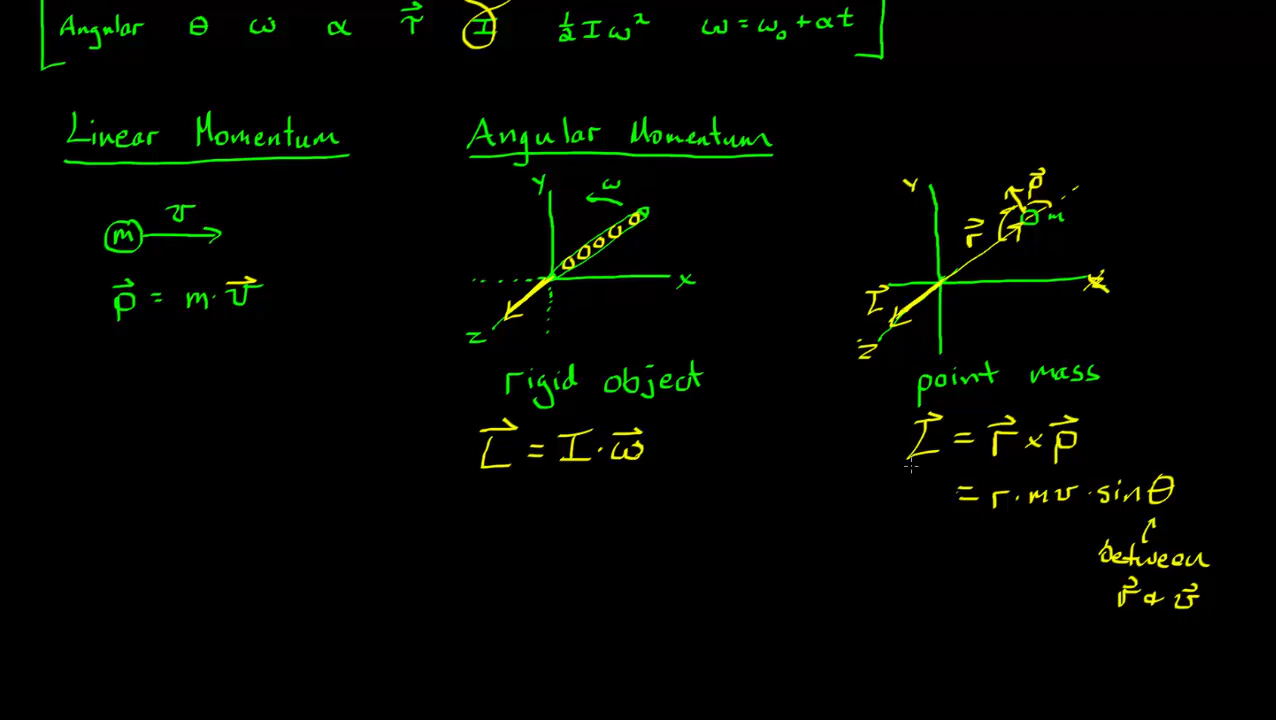 Angular θ ω α τ⃗ I ½Iω² ω = ω₀ + αt
Linear Momentum
m v
p⃗ = m · v⃗
Angular Momentum
Y ω
X
Z
rigid object
L⃗ = I · ω⃗
Y p⃗
r⃗ m
L⃗ X
Z
point mass
L⃗ = r⃗ × p⃗
= r · mv · sin θ
between
r⃗ & v⃗